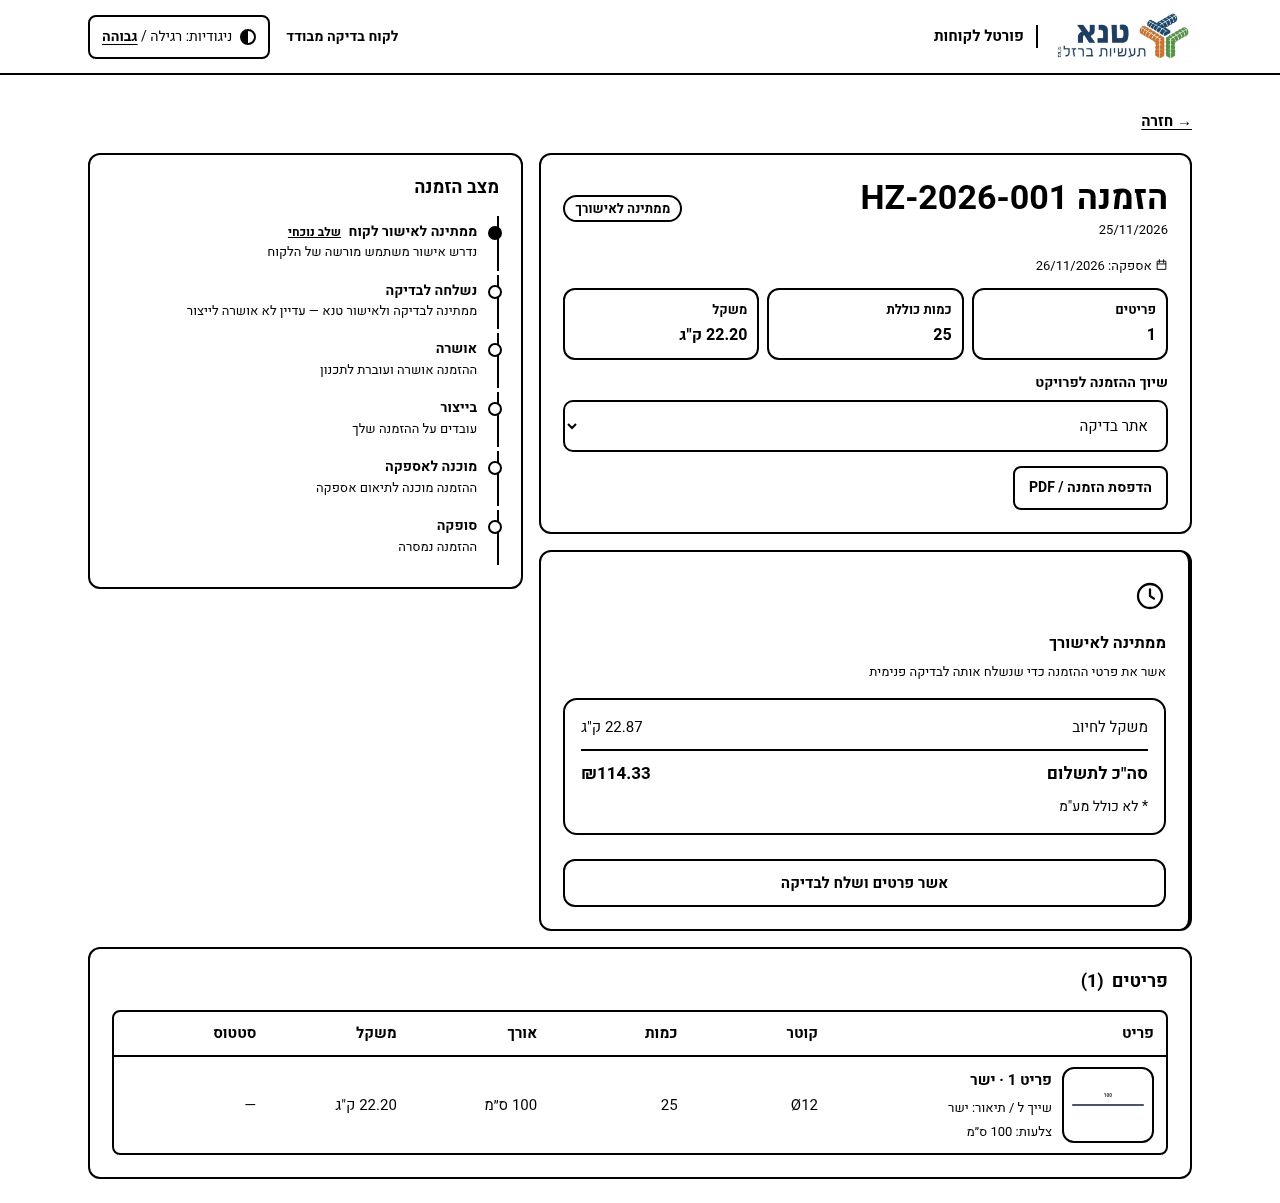 טנא
תעשיות ברזל
פורטל לקוחות
לקוח בדיקה מבודד
ניגודיות: רגילה / גבוהה
→ חזרה
הזמנה HZ-2026-001
25/11/2026
ממתינה לאישורך
אספקה: 26/11/2026
פריטים
1
כמות כוללת
25
משקל
22.20 ק"ג
שיוך ההזמנה לפרויקט
אתר בדיקה
הדפסת הזמנה / PDF
מצב הזמנה
ממתינה לאישור לקוח שלב נוכחי
נדרש אישור משתמש מורשה של הלקוח
נשלחה לבדיקה
ממתינה לבדיקה ולאישור טנא — עדיין לא אושרה לייצור
אושרה
ההזמנה אושרה ועוברת לתכנון
בייצור
עובדים על ההזמנה שלך
מוכנה לאספקה
ההזמנה מוכנה לתיאום אספקה
סופקה
ההזמנה נמסרה
ממתינה לאישורך
אשר את פרטי ההזמנה כדי שנשלח אותה לבדיקה פנימית
משקל לחיוב 22.87 ק"ג
סה"כ לתשלום ₪114.33
* לא כולל מע"מ
אשר פרטים ושלח לבדיקה
פריטים (1)
פריט קוטר כמות אורך משקל סטטוס
100
פריט 1 · ישר
שייך ל / תיאור: ישר
צלעות: 100 ס״מ
Ø12 25 100 ס״מ 22.20 ק"ג —